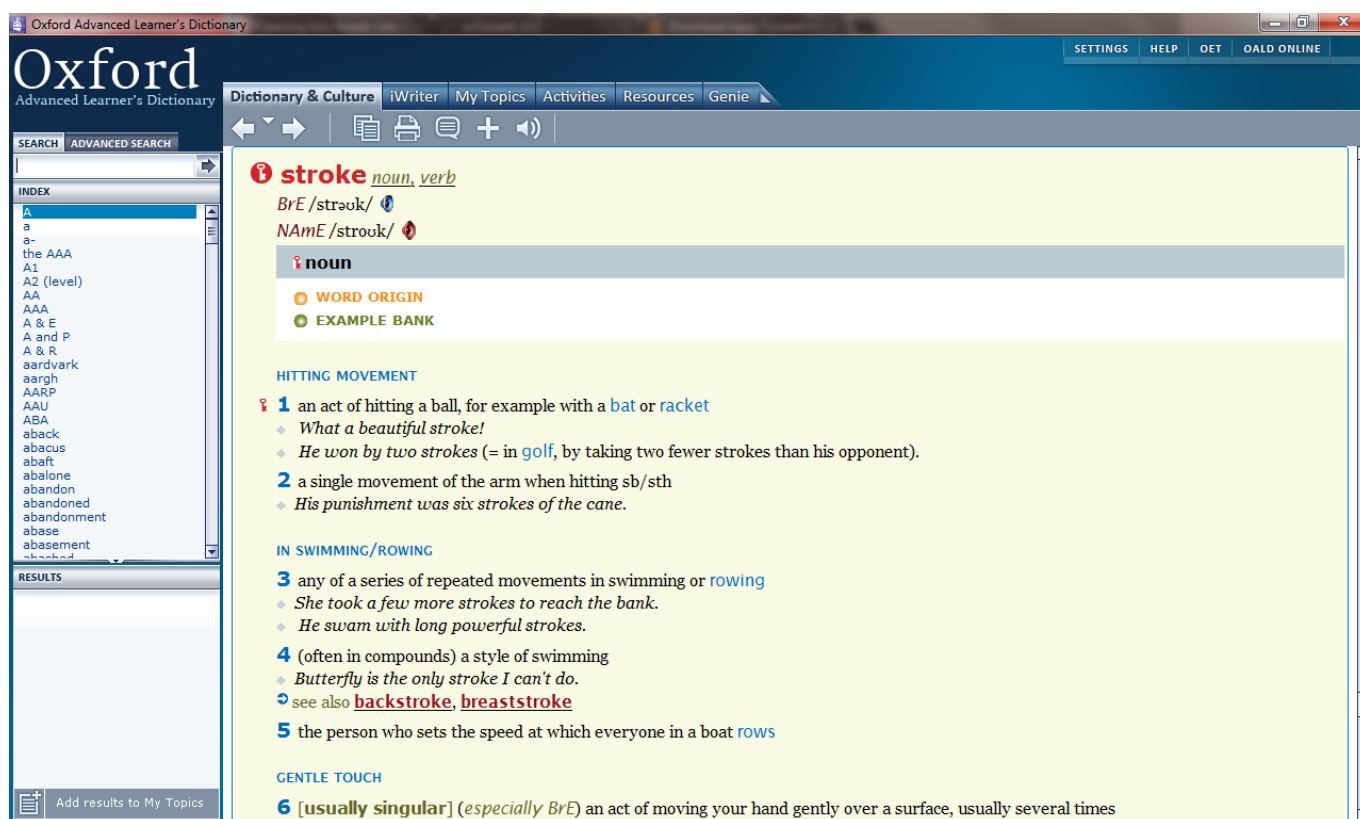 Oxford Advanced Learner's Dictionary
SETTINGS HELP OET OALD ONLINE
Oxford
Advanced Learner's Dictionary
Dictionary & Culture iWriter My Topics Activities Resources Genie
SEARCH ADVANCED SEARCH
INDEX
A
a
a-
the AAA
A1
A2 (level)
AA
AAA
A & E
A and P
A & R
aardvark
aargh
AARP
AAU
ABA
aback
abacus
abaft
abalone
abandon
abandoned
abandonment
abase
abasement
abashed
RESULTS
Add results to My Topics
stroke noun, verb
BrE /strəʊk/
NAmE /stroʊk/
noun
WORD ORIGIN
EXAMPLE BANK
HITTING MOVEMENT
1 an act of hitting a ball, for example with a bat or racket
What a beautiful stroke!
He won by two strokes (= in golf, by taking two fewer strokes than his opponent).
2 a single movement of the arm when hitting sb/sth
His punishment was six strokes of the cane.
IN SWIMMING/ROWING
3 any of a series of repeated movements in swimming or rowing
She took a few more strokes to reach the bank.
He swam with long powerful strokes.
4 (often in compounds) a style of swimming
Butterfly is the only stroke I can't do.
see also backstroke, breaststroke
5 the person who sets the speed at which everyone in a boat rows
GENTLE TOUCH
6 [usually singular] (especially BrE) an act of moving your hand gently over a surface, usually several times